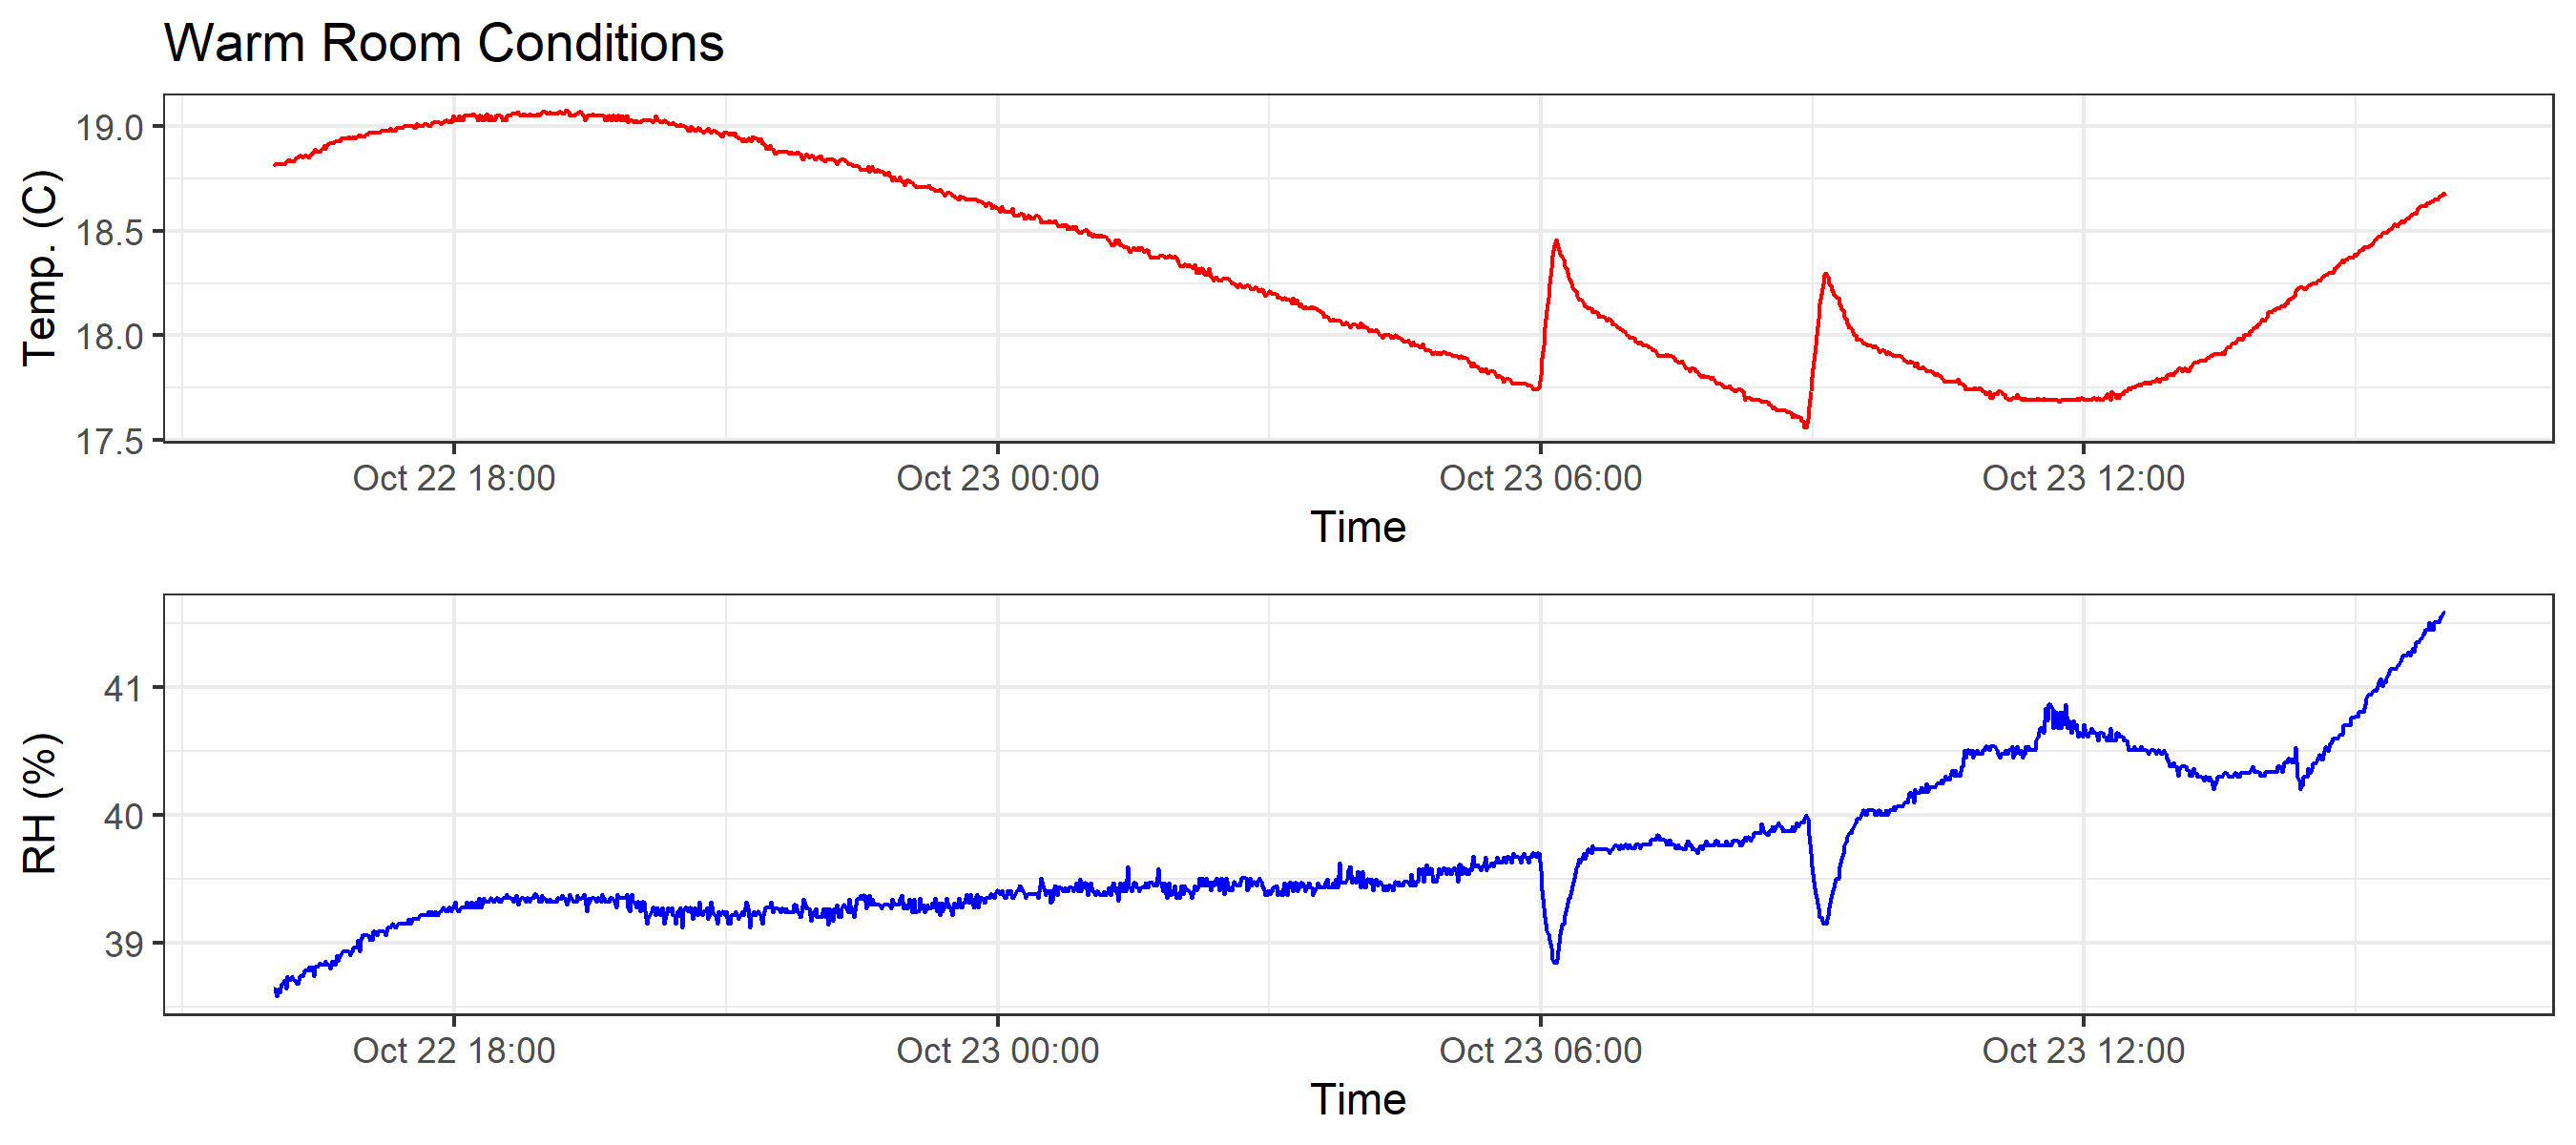 Warm Room Conditions
Temp. (C)
19.0
18.5
18.0
17.5
Oct 22 18:00 Oct 23 00:00 Oct 23 06:00 Oct 23 12:00
Time
RH (%)
41
40
39
Oct 22 18:00 Oct 23 00:00 Oct 23 06:00 Oct 23 12:00
Time